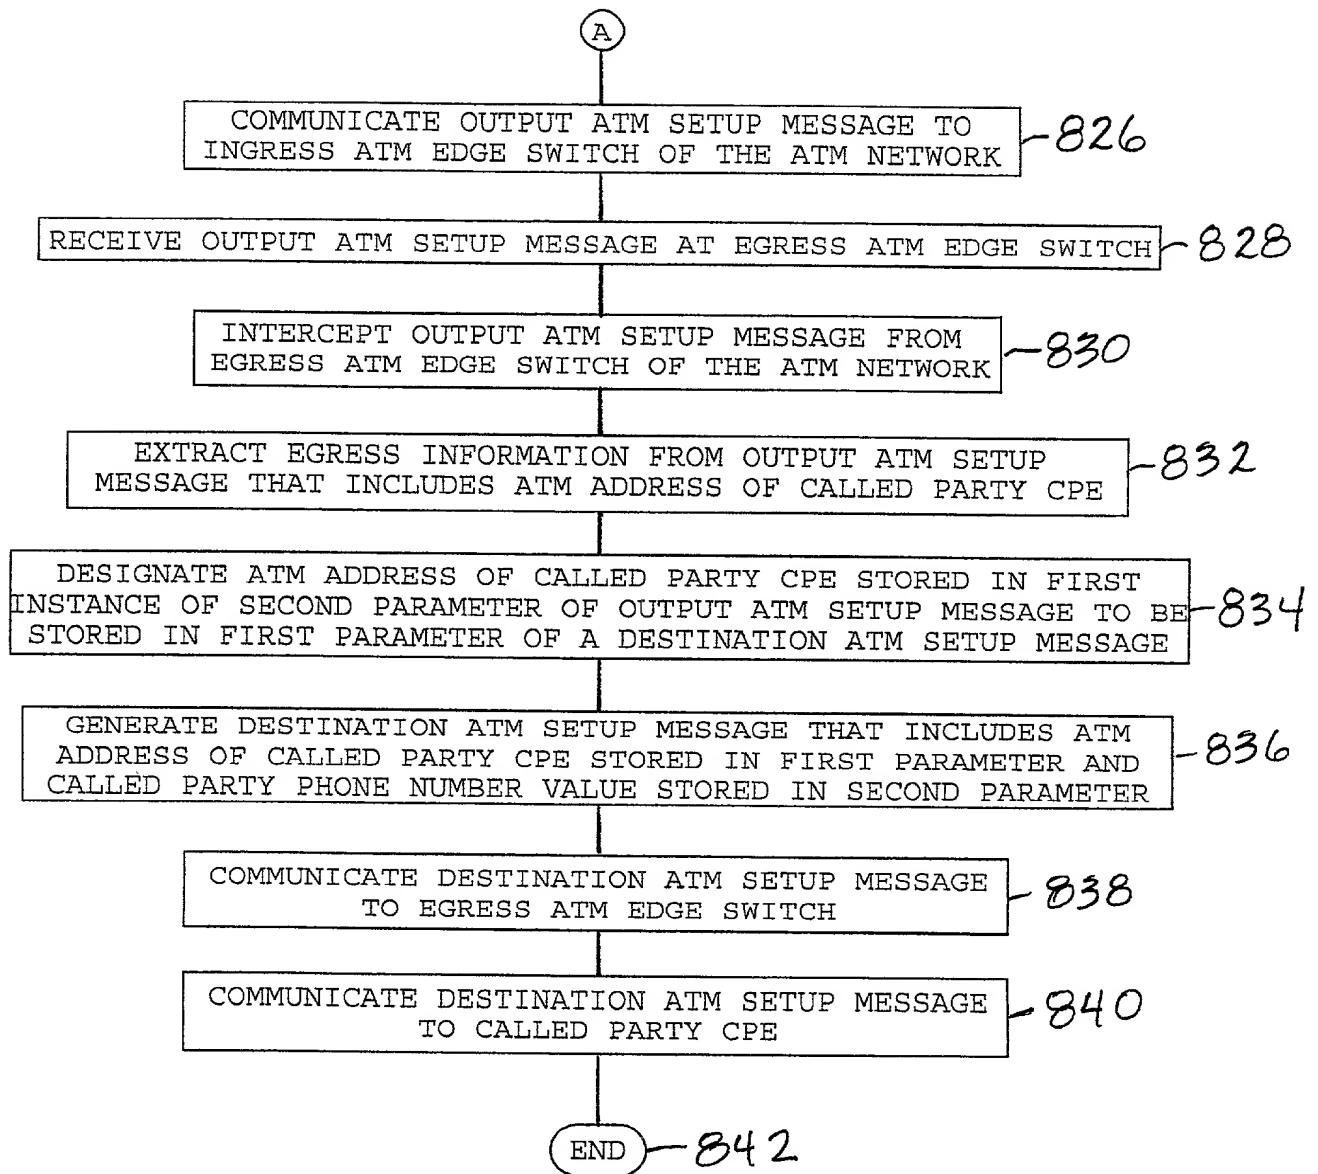 A
COMMUNICATE OUTPUT ATM SETUP MESSAGE TO
INGRESS ATM EDGE SWITCH OF THE ATM NETWORK
826
RECEIVE OUTPUT ATM SETUP MESSAGE AT EGRESS ATM EDGE SWITCH
828
INTERCEPT OUTPUT ATM SETUP MESSAGE FROM
EGRESS ATM EDGE SWITCH OF THE ATM NETWORK
830
EXTRACT EGRESS INFORMATION FROM OUTPUT ATM SETUP
MESSAGE THAT INCLUDES ATM ADDRESS OF CALLED PARTY CPE
832
DESIGNATE ATM ADDRESS OF CALLED PARTY CPE STORED IN FIRST
INSTANCE OF SECOND PARAMETER OF OUTPUT ATM SETUP MESSAGE TO BE
STORED IN FIRST PARAMETER OF A DESTINATION ATM SETUP MESSAGE
834
GENERATE DESTINATION ATM SETUP MESSAGE THAT INCLUDES ATM
ADDRESS OF CALLED PARTY CPE STORED IN FIRST PARAMETER AND
CALLED PARTY PHONE NUMBER VALUE STORED IN SECOND PARAMETER
836
COMMUNICATE DESTINATION ATM SETUP MESSAGE
TO EGRESS ATM EDGE SWITCH
838
COMMUNICATE DESTINATION ATM SETUP MESSAGE
TO CALLED PARTY CPE
840
END
842